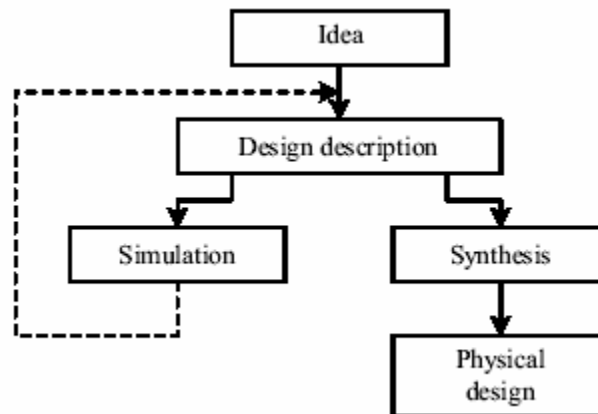 Idea
Design description
Simulation
Synthesis
Physical
design